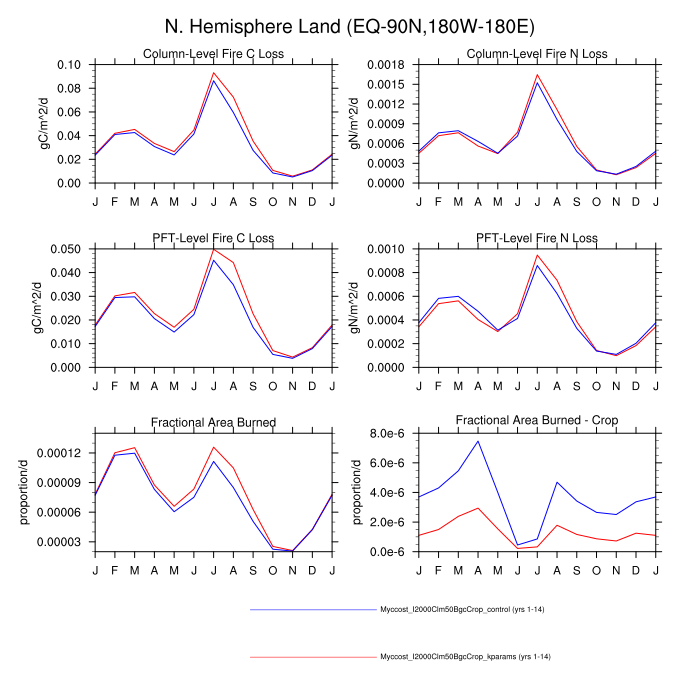 N. Hemisphere Land (EQ-90N,180W-180E)
Column-Level Fire C Loss
gC/m^2/d
0.10
0.08
0.06
0.04
0.02
0.00
J F M A M J J A S O N D J
Column-Level Fire N Loss
gN/m^2/d
0.0018
0.0015
0.0012
0.0009
0.0006
0.0003
0.0000
J F M A M J J A S O N D J
PFT-Level Fire C Loss
gC/m^2/d
0.050
0.040
0.030
0.020
0.010
0.000
J F M A M J J A S O N D J
PFT-Level Fire N Loss
gN/m^2/d
0.0010
0.0008
0.0006
0.0004
0.0002
0.0000
J F M A M J J A S O N D J
Fractional Area Burned
proportion/d
0.00012
0.00009
0.00006
0.00003
J F M A M J J A S O N D J
Fractional Area Burned - Crop
proportion/d
8.0e-6
6.0e-6
4.0e-6
2.0e-6
0.0e-6
J F M A M J J A S O N D J
Myccost_I2000Clm50BgcCrop_control (yrs 1-14)
Myccost_I2000Clm50BgcCrop_kparams (yrs 1-14)